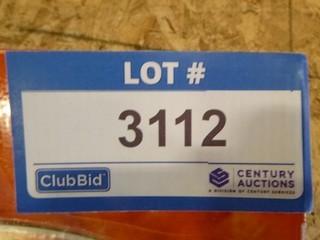 LOT #
3112
ClubBid
CENTURY
AUCTIONS
A DIVISION OF CENTURY SERVICES